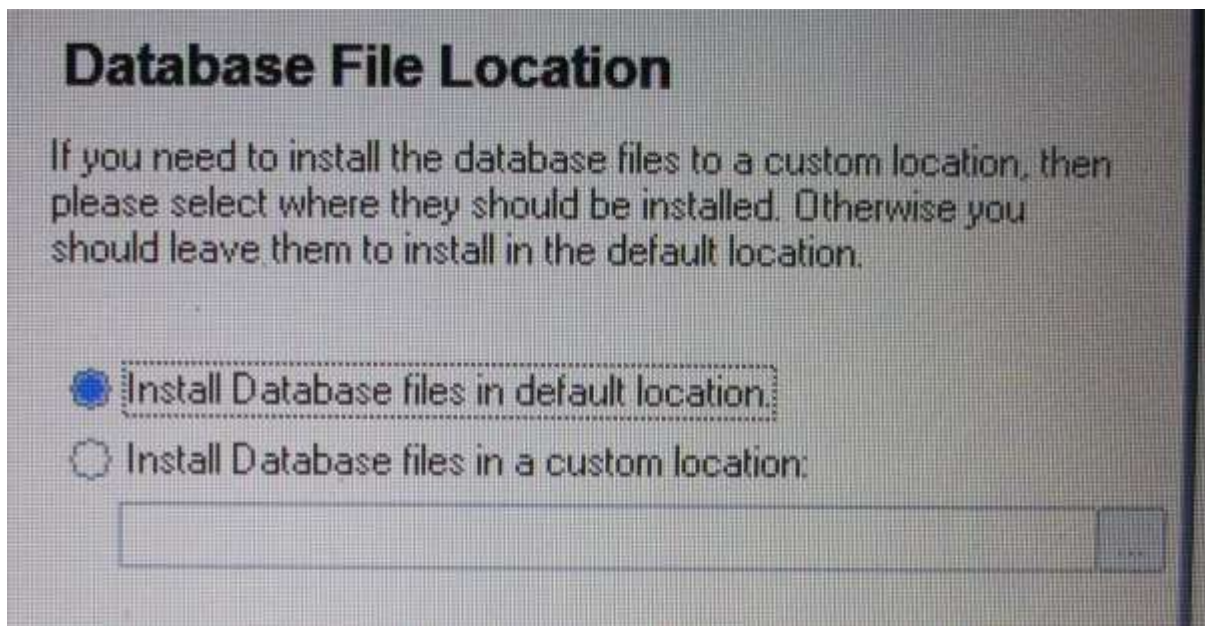 Database File Location
If you need to install the database files to a custom location, then
please select where they should be installed. Otherwise you
should leave them to install in the default location.
Install Database files in default location.
Install Database files in a custom location:
...